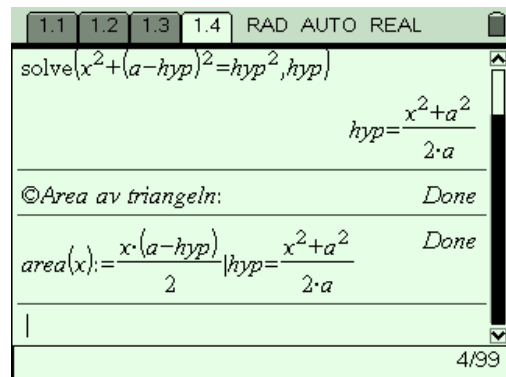 1.1 1.2 1.3 1.4 RAD AUTO REAL
solve(x²+(a−hyp)²=hyp²,hyp)
hyp=(x²+a²)/(2·a)
©Area av triangeln: Done
area(x):=(x·(a−hyp))/2|hyp=(x²+a²)/(2·a) Done
4/99